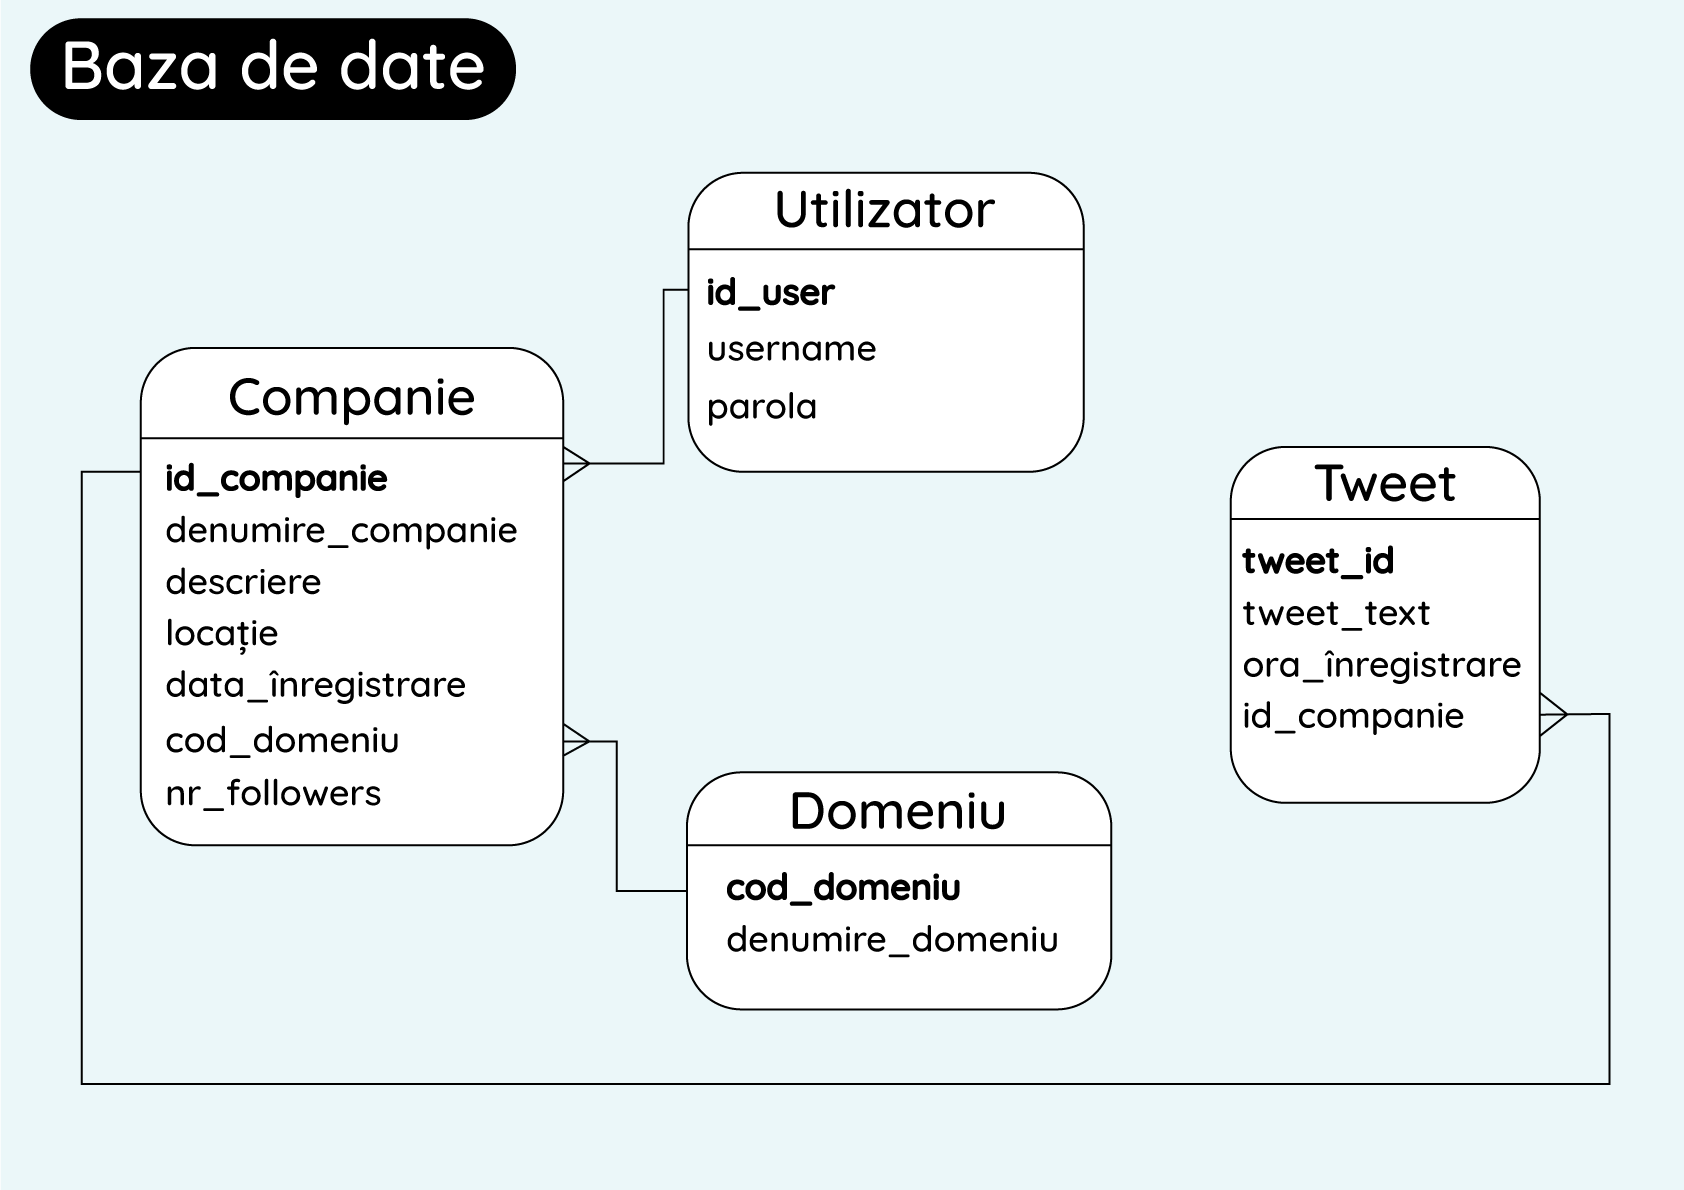 Baza de date
Utilizator
id_user
username
parola
Companie
id_companie
denumire_companie
descriere
locație
data_înregistrare
cod_domeniu
nr_followers
Tweet
tweet_id
tweet_text
ora_înregistrare
id_companie
Domeniu
cod_domeniu
denumire_domeniu